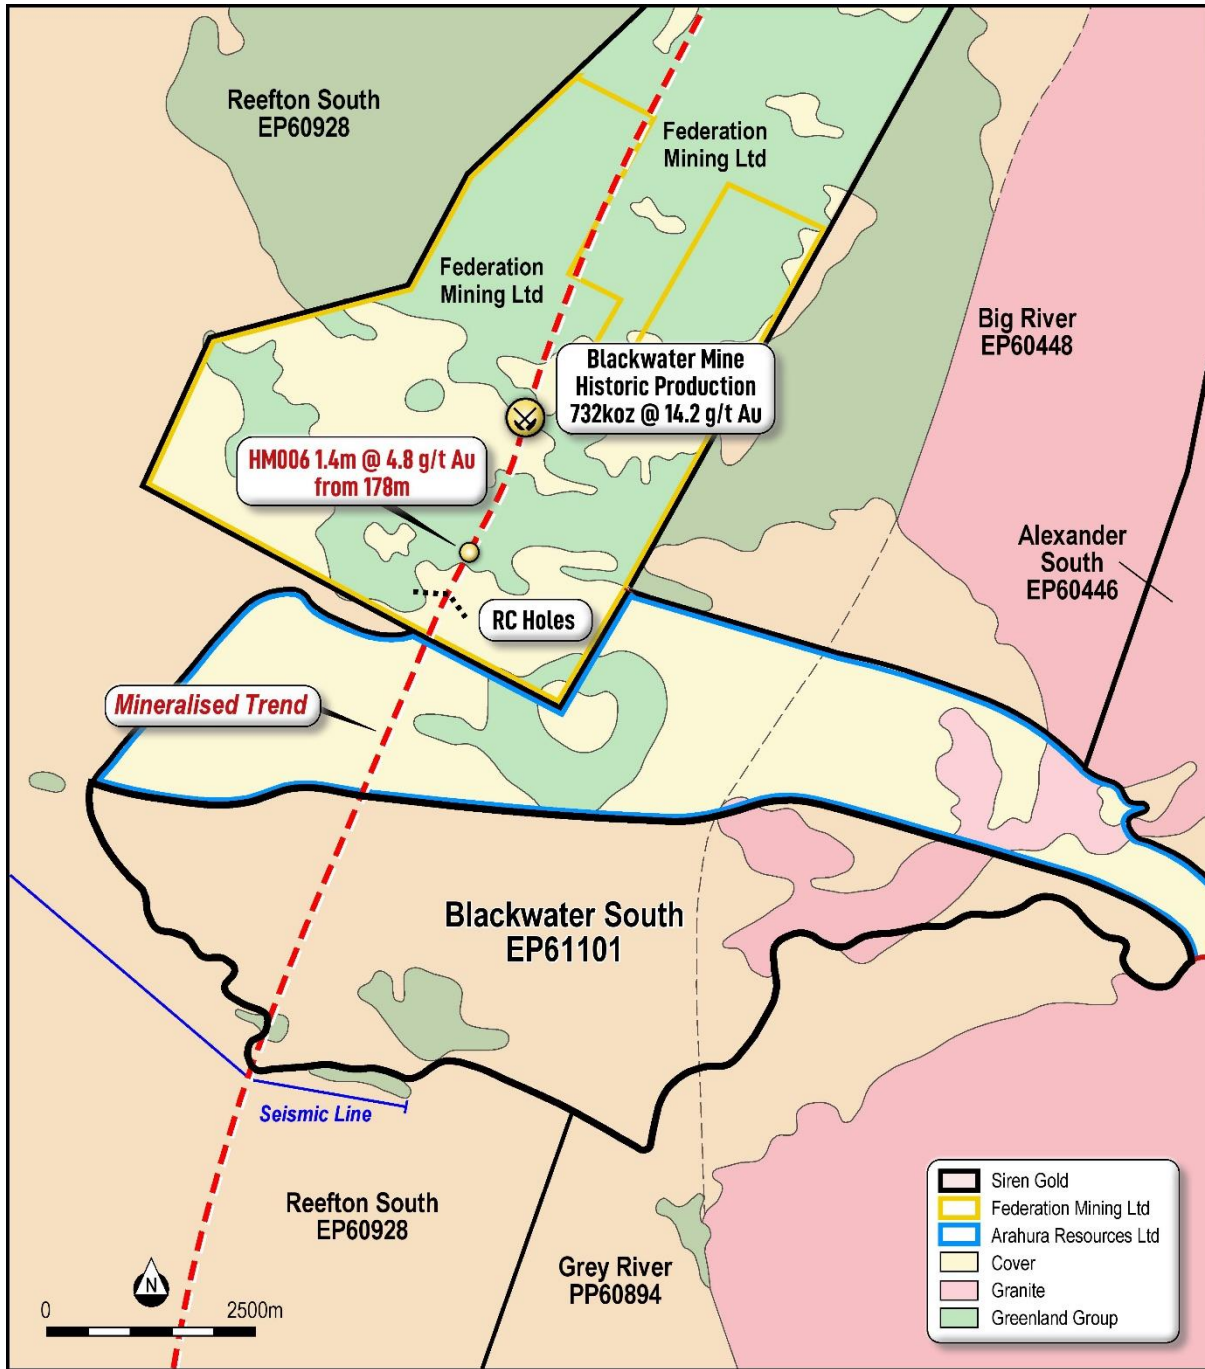 Reefton South
EP60928
Federation
Mining Ltd
Federation
Mining Ltd
Big River
EP60448
Blackwater Mine
Historic Production
732koz @ 14.2 g/t Au
HM006 1.4m @ 4.8 g/t Au
from 178m
Alexander
South
EP60446
RC Holes
Mineralised Trend
Blackwater South
EP61101
Seismic Line
Reefton South
EP60928
Grey River
PP60894
N
0 2500m
Siren Gold
Federation Mining Ltd
Arahura Resources Ltd
Cover
Granite
Greenland Group